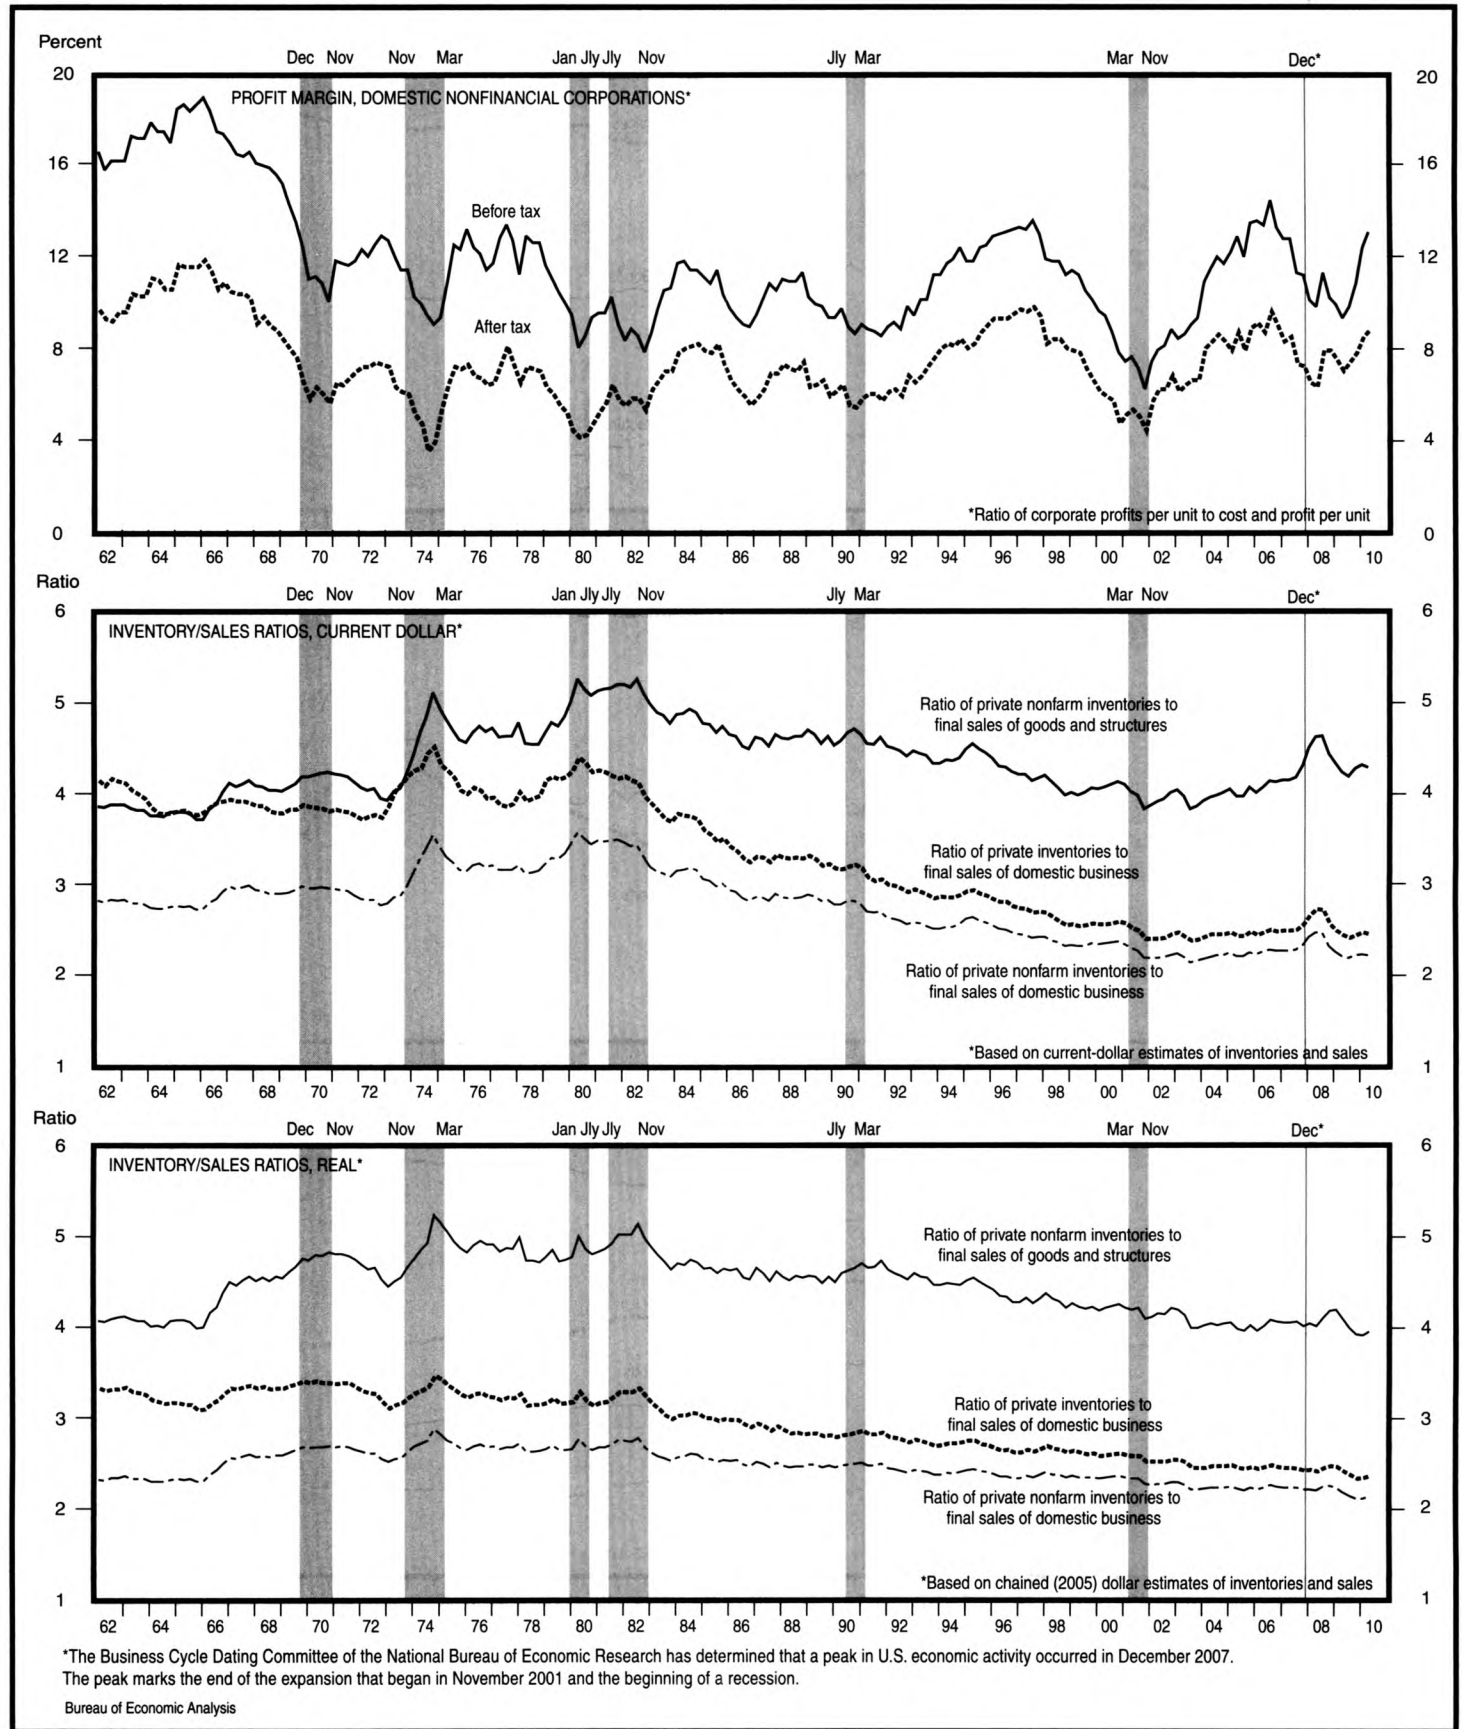 Percent
Dec Nov Nov Mar Jan Jly Jly Nov Jly Mar Mar Nov Dec*
20 20
PROFIT MARGIN, DOMESTIC NONFINANCIAL CORPORATIONS*
16 16
Before tax
12 12
After tax
8 8
4 4
*Ratio of corporate profits per unit to cost and profit per unit
0 0
62 64 66 70 72 74 76 78 80 82 84 86 88 90 92 94 96 98 00 02 04 06 08 10
Ratio
Dec Nov Nov Mar Jan Jly Jly Nov Jly Mar Mar Nov Dec*
6 6
INVENTORY/SALES RATIOS, CURRENT DOLLAR*
5 5
Ratio of private nonfarm inventories to
final sales of goods and structures
4 4
Ratio of private inventories to
final sales of domestic business
3 3
2 2
Ratio of private nonfarm inventories to
final sales of domestic business
*Based on current-dollar estimates of inventories and sales
1 1
62 64 66 70 72 74 76 78 80 82 84 86 88 90 92 94 96 98 00 02 04 06 08 10
Ratio
Dec Nov Nov Mar Jan Jly Jly Nov Jly Mar Mar Nov Dec*
6 6
INVENTORY/SALES RATIOS, REAL*
5 5
Ratio of private nonfarm inventories to
final sales of goods and structures
4 4
3 3
Ratio of private inventories to
final sales of domestic business
2 2
Ratio of private nonfarm inventories to
final sales of domestic business
*Based on chained (2005) dollar estimates of inventories and sales
1 1
62 64 66 70 72 74 76 78 80 82 84 86 88 90 92 94 96 98 00 02 04 06 08 10
*The Business Cycle Dating Committee of the National Bureau of Economic Research has determined that a peak in U.S. economic activity occurred in December 2007.
The peak marks the end of the expansion that began in November 2001 and the beginning of a recession.
Bureau of Economic Analysis